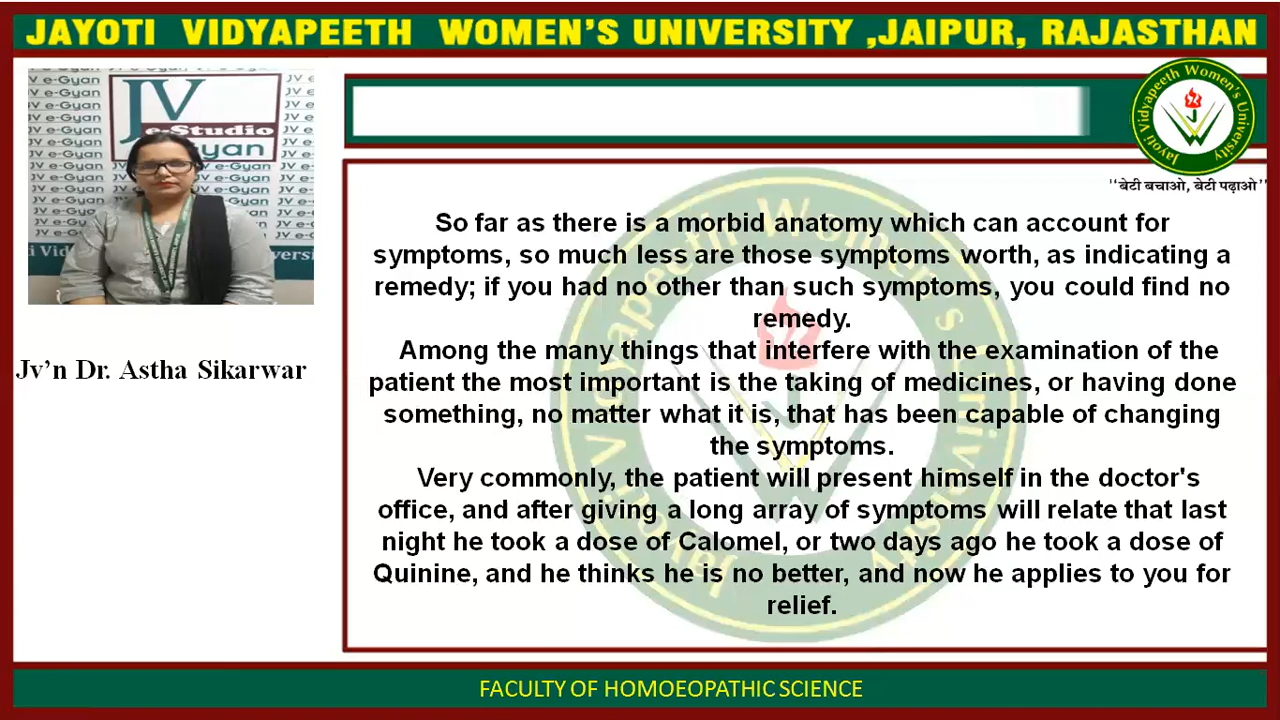 JAYOTI VIDYAPEETH WOMEN'S UNIVERSITY ,JAIPUR, RAJASTHAN
JV
e-Studio
Gyan
JV e-Gyan
Jayoti Vidyapeeth Women's University
"बेटी बचाओ, बेटी पढ़ाओ"
Jv'n Dr. Astha Sikarwar
So far as there is a morbid anatomy which can account for
symptoms, so much less are those symptoms worth, as indicating a
remedy; if you had no other than such symptoms, you could find no
remedy.
Among the many things that interfere with the examination of the
patient the most important is the taking of medicines, or having done
something, no matter what it is, that has been capable of changing
the symptoms.
Very commonly, the patient will present himself in the doctor's
office, and after giving a long array of symptoms will relate that last
night he took a dose of Calomel, or two days ago he took a dose of
Quinine, and he thinks he is no better, and now he applies to you for
relief.
FACULTY OF HOMOEOPATHIC SCIENCE